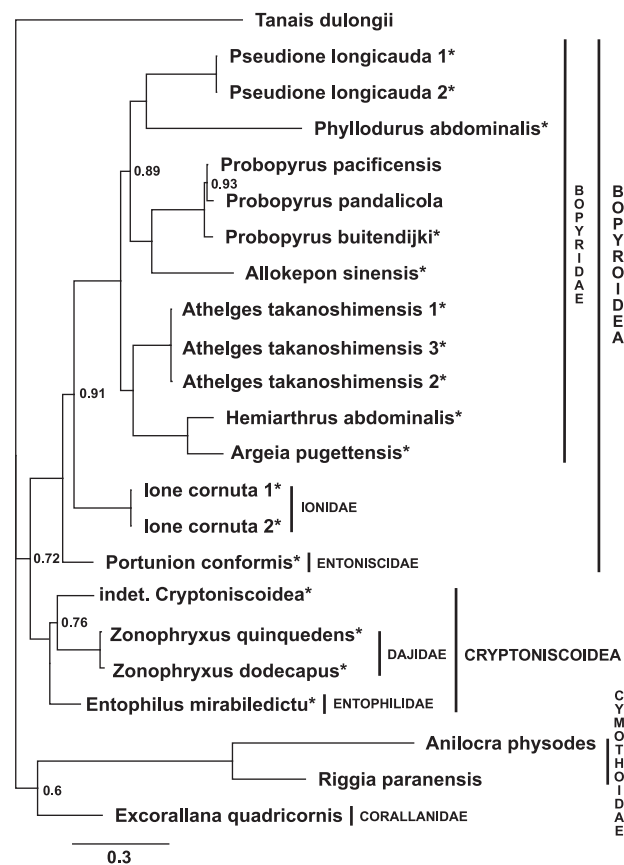 Tanais dulongii
Pseudione longicauda 1*
Pseudione longicauda 2*
Phyllodurus abdominalis*
0.89
Probopyrus pacificensis
0.93
Probopyrus pandalicola
Probopyrus buitendijki*
Allokepon sinensis*
BOPYRIDAE
BOPYROIDEA
Athelges takanoshimensis 1*
Athelges takanoshimensis 3*
Athelges takanoshimensis 2*
0.91
Hemiarthrus abdominalis*
Argeia pugettensis*
Ione cornuta 1*
IONIDAE
Ione cornuta 2*
0.72
Portunion conformis*
ENTONISCIDAE
indet. Cryptoniscoidea*
0.76
Zonophryxus quinquedens*
DAJIDAE
CRYPTONISCOIDEA
Zonophryxus dodecapus*
Entophilus mirabiledictu*
ENTOPHILIDAE
Anilocra physodes
CYMOTHOIDAE
Riggia paranensis
0.6
Excorallana quadricornis
CORALLANIDAE
0.3